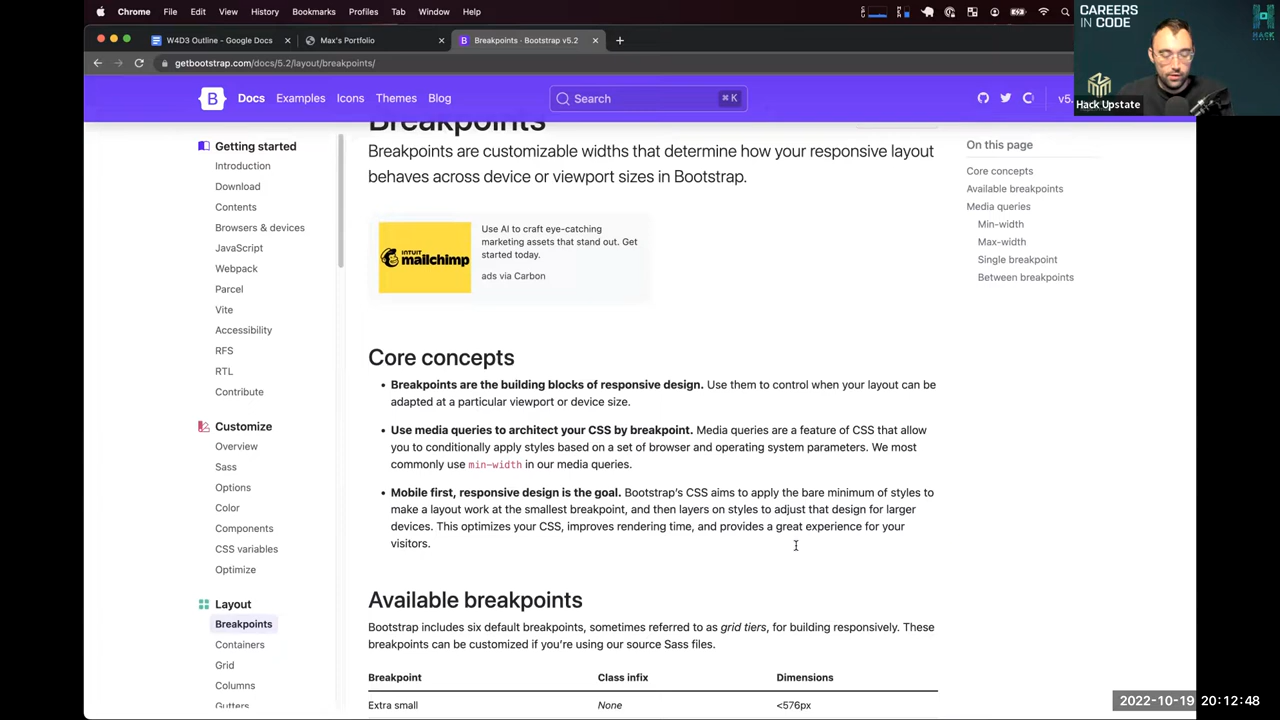 Chrome File Edit View History Bookmarks Profiles Tab Window Help
W4D3 Outline - Google Docs
Max's Portfolio
Breakpoints · Bootstrap v5.2
getbootstrap.com/docs/5.2/layout/breakpoints/
CAREERS
IN CODE
HACK
Hack Upstate
B Docs Examples Icons Themes Blog
Search ⌘ K
v5.
Getting started
Introduction
Download
Contents
Browsers & devices
JavaScript
Webpack
Parcel
Vite
Accessibility
RFS
RTL
Contribute
Customize
Overview
Sass
Options
Color
Components
CSS variables
Optimize
Layout
Breakpoints
Containers
Grid
Columns
Gutters
Breakpoints
Breakpoints are customizable widths that determine how your responsive layout
behaves across device or viewport sizes in Bootstrap.
INTUIT
mailchimp
Use AI to craft eye-catching
marketing assets that stand out. Get
started today.
ads via Carbon
Core concepts
• Breakpoints are the building blocks of responsive design. Use them to control when your layout can be
adapted at a particular viewport or device size.
• Use media queries to architect your CSS by breakpoint. Media queries are a feature of CSS that allow
you to conditionally apply styles based on a set of browser and operating system parameters. We most
commonly use min-width in our media queries.
• Mobile first, responsive design is the goal. Bootstrap's CSS aims to apply the bare minimum of styles to
make a layout work at the smallest breakpoint, and then layers on styles to adjust that design for larger
devices. This optimizes your CSS, improves rendering time, and provides a great experience for your
visitors.
Available breakpoints
Bootstrap includes six default breakpoints, sometimes referred to as grid tiers, for building responsively. These
breakpoints can be customized if you're using our source Sass files.
Breakpoint Class infix Dimensions
Extra small None <576px
On this page
Core concepts
Available breakpoints
Media queries
Min-width
Max-width
Single breakpoint
Between breakpoints
2022-10-19 20:12:48